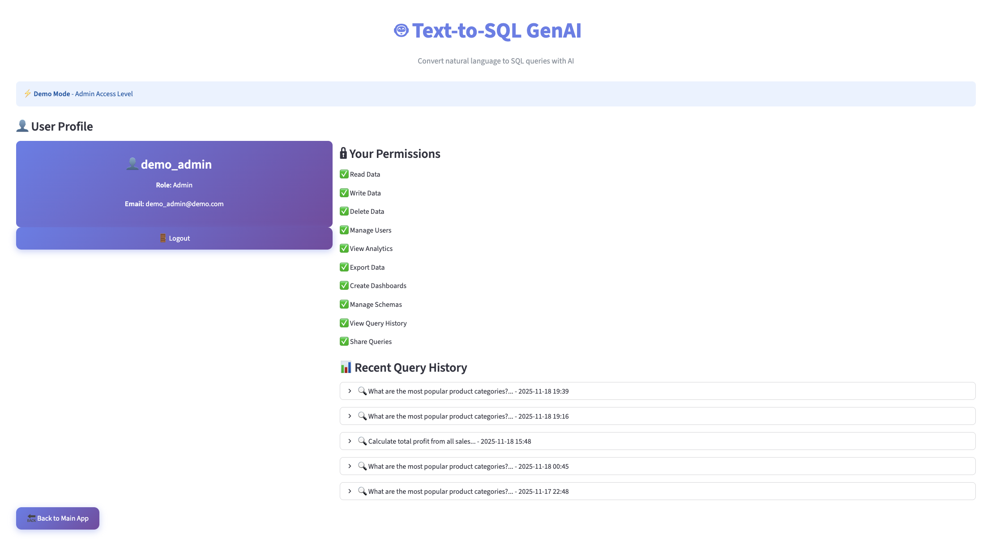 Text-to-SQL GenAI
Convert natural language to SQL queries with AI
Demo Mode - Admin Access Level
User Profile
demo_admin
Role: Admin
Email: demo_admin@demo.com
Logout
Your Permissions
Read Data
Write Data
Delete Data
Manage Users
View Analytics
Export Data
Create Dashboards
Manage Schemas
View Query History
Share Queries
Recent Query History
What are the most popular product categories?... - 2025-11-18 19:39
What are the most popular product categories?... - 2025-11-18 19:16
Calculate total profit from all sales... - 2025-11-18 15:48
What are the most popular product categories?... - 2025-11-18 00:45
What are the most popular product categories?... - 2025-11-17 22:48
BACK Back to Main App